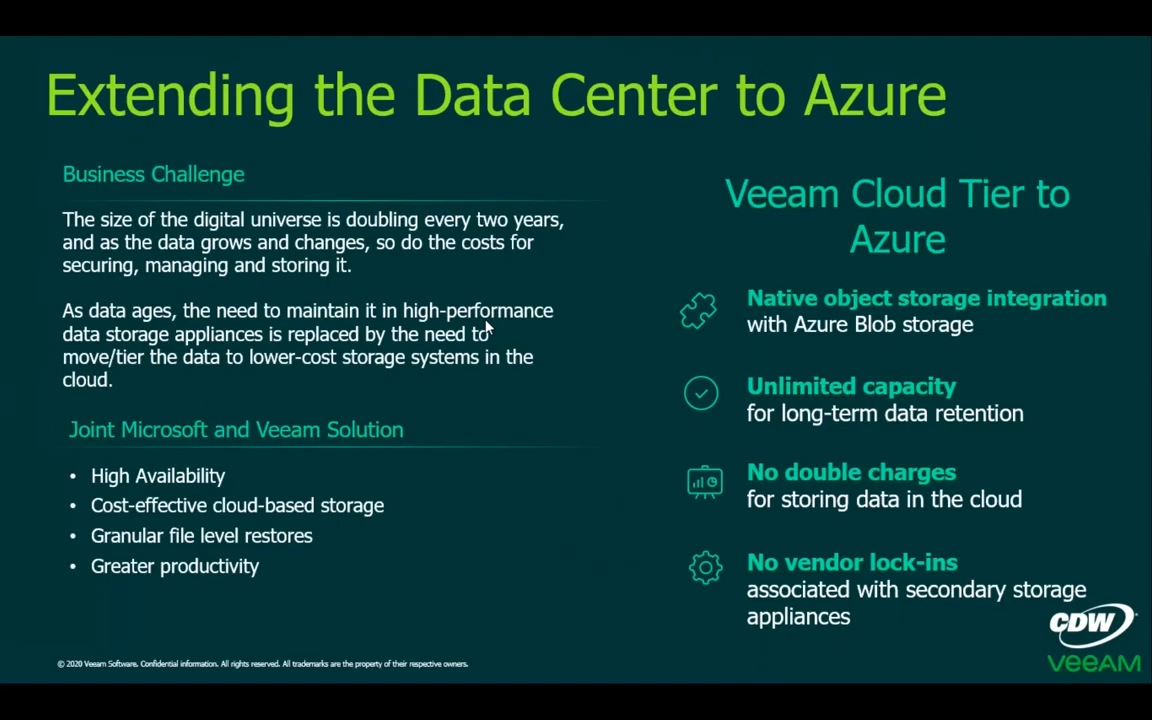 Extending the Data Center to Azure
Business Challenge
The size of the digital universe is doubling every two years,
and as the data grows and changes, so do the costs for
securing, managing and storing it.
As data ages, the need to maintain it in high-performance
data storage appliances is replaced by the need to
move/tier the data to lower-cost storage systems in the
cloud.
Joint Microsoft and Veeam Solution
• High Availability
• Cost-effective cloud-based storage
• Granular file level restores
• Greater productivity
Veeam Cloud Tier to
Azure
Native object storage integration
with Azure Blob storage
Unlimited capacity
for long-term data retention
No double charges
for storing data in the cloud
No vendor lock-ins
associated with secondary storage
appliances
CDW
VEEAM
© 2020 Veeam Software. Confidential information. All rights reserved. All trademarks are the property of their respective owners.